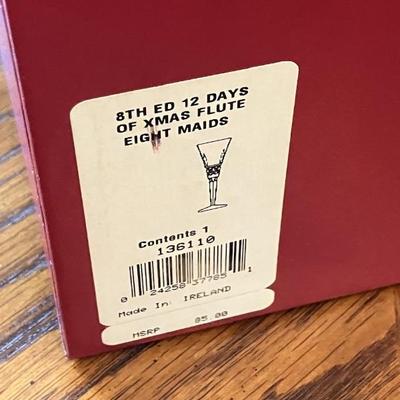 8TH ED 12 DAYS
OF XMAS FLUTE
EIGHT MAIDS
Contents 1
136110
0 24258 37785 1
Made In: IRELAND
MSRP 85.00